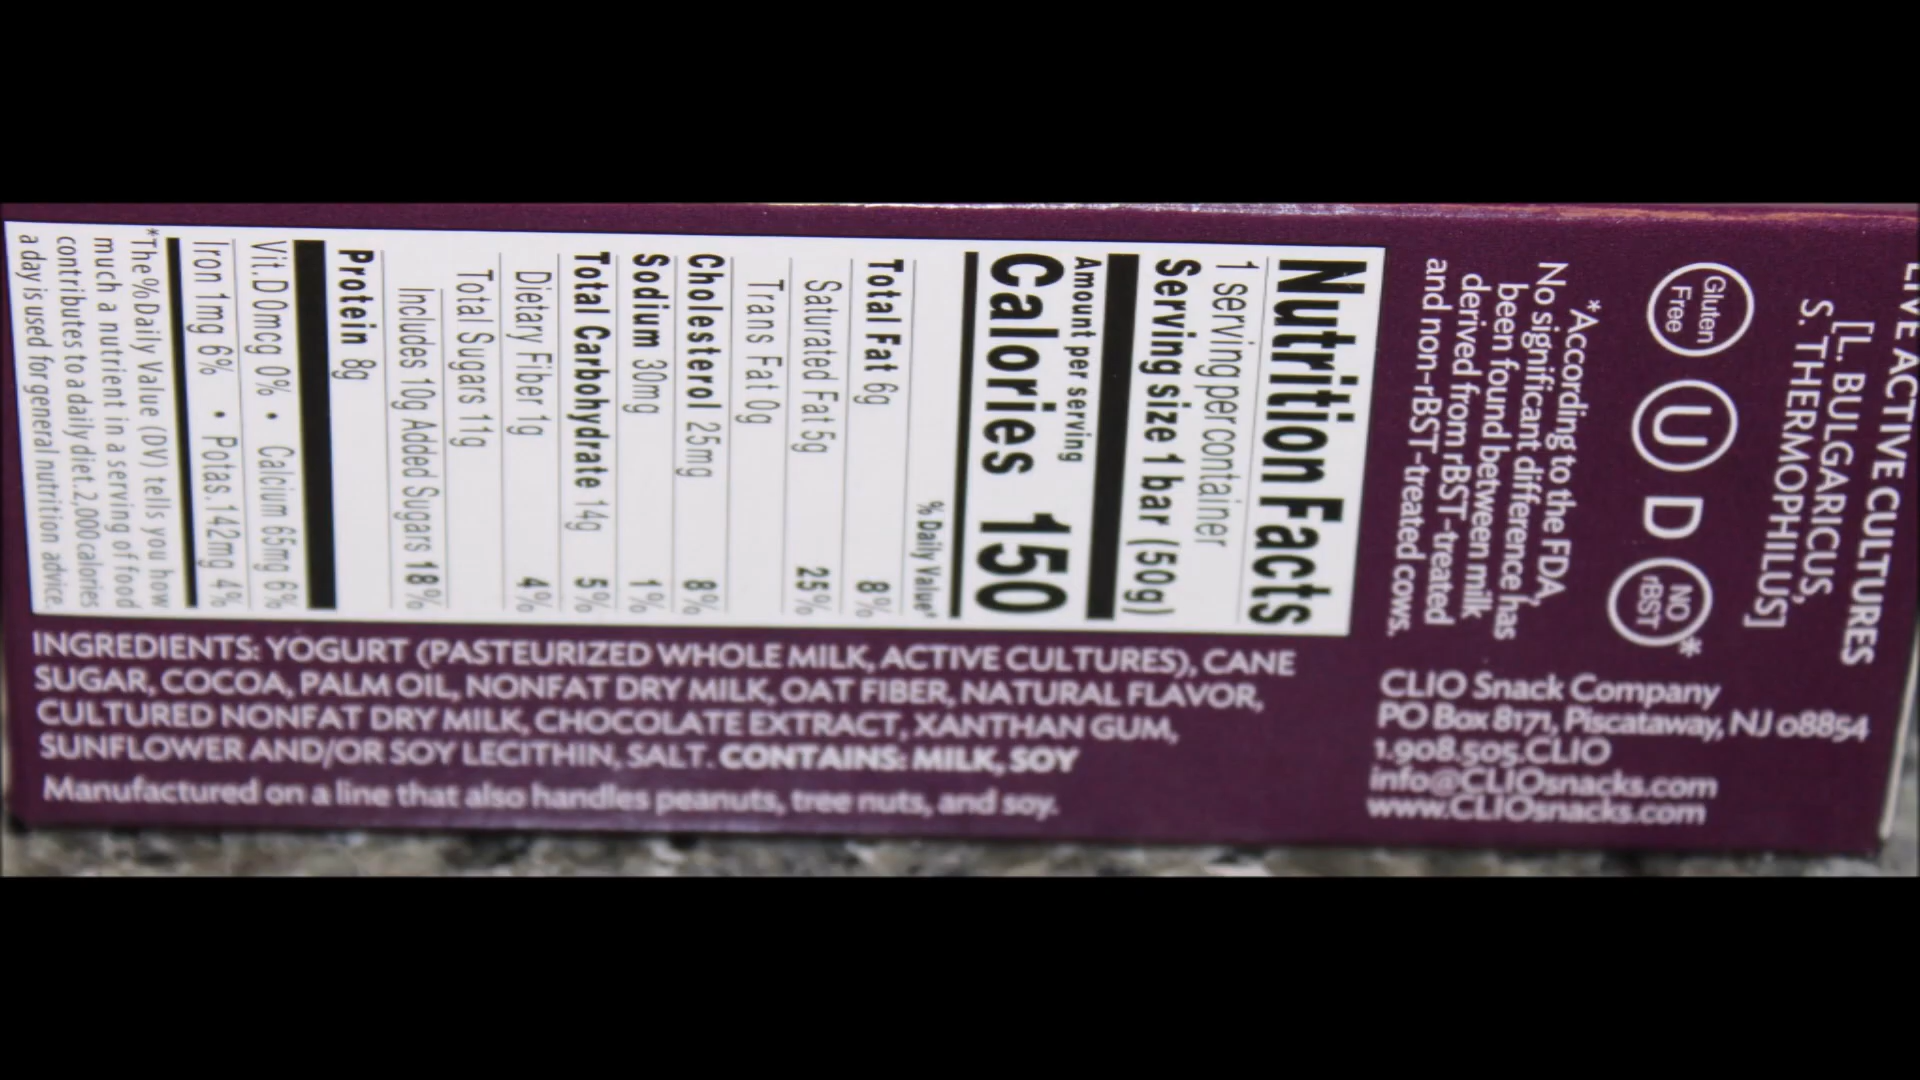 LIVE ACTIVE CULTURES
[L. BULGARICUS,
S. THERMOPHILUS]
Gluten
Free
U
D
NO
rBST
*
*According to the FDA,
No significant difference has
been found between milk
derived from rBST-treated
and non-rBST-treated cows.
Nutrition Facts
1 serving per container
Serving size 1 bar (50g)
Amount per serving
Calories 150
% Daily Value*
Total Fat 6g 8%
Saturated Fat 5g 25%
Trans Fat 0g
Cholesterol 25mg 8%
Sodium 30mg 1%
Total Carbohydrate 14g 5%
Dietary Fiber 1g 4%
Total Sugars 11g
Includes 10g Added Sugars 18%
Protein 8g
Vit. D 0mcg 0% • Calcium 65mg 6%
Iron 1mg 6% • Potas. 142mg 4%
*The % Daily Value (DV) tells you how
much a nutrient in a serving of food
contributes to a daily diet. 2,000 calories
a day is used for general nutrition advice.
INGREDIENTS: YOGURT (PASTEURIZED WHOLE MILK, ACTIVE CULTURES), CANE
SUGAR, COCOA, PALM OIL, NONFAT DRY MILK, OAT FIBER, NATURAL FLAVOR,
CULTURED NONFAT DRY MILK, CHOCOLATE EXTRACT, XANTHAN GUM,
SUNFLOWER AND/OR SOY LECITHIN, SALT. CONTAINS: MILK, SOY
Manufactured on a line that also handles peanuts, tree nuts, and soy.
CLIO Snack Company
PO Box 8171, Piscataway, NJ 08854
1.908.505.CLIO
info@CLIOsnacks.com
www.CLIOsnacks.com